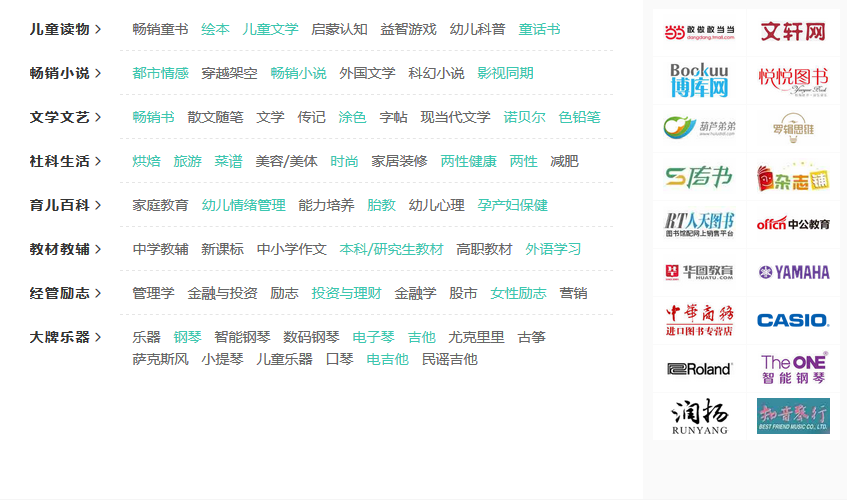 儿童读物 > 畅销童书 绘本 儿童文学 启蒙认知 益智游戏 幼儿科普 童话书
畅销小说 > 都市情感 穿越架空 畅销小说 外国文学 科幻小说 影视同期
文学文艺 > 畅销书 散文随笔 文学 传记 涂色 字帖 现当代文学 诺贝尔 色铅笔
社科生活 > 烘焙 旅游 菜谱 美容/美体 时尚 家居装修 两性健康 两性 减肥
育儿百科 > 家庭教育 幼儿情绪管理 能力培养 胎教 幼儿心理 孕产妇保健
教材教辅 > 中学教辅 新课标 中小学作文 本科/研究生教材 高职教材 外语学习
经管励志 > 管理学 金融与投资 励志 投资与理财 金融学 股市 女性励志 营销
大牌乐器 > 乐器 钢琴 智能钢琴 数码钢琴 电子琴 吉他 尤克里里 古筝
萨克斯风 小提琴 儿童乐器 口琴 电吉他 民谣吉他
当当 敢做敢当当
dangdang.tmall.com
文轩网
Bookuu
博库网
悦悦图书
葫芦弟弟
罗辑思维
传书
杂志铺
RT人天图书
图书馆配网上销售平台
offcn中公教育
华图教育
HUATU.COM
YAMAHA
中华商务
进口图书专营店
CASIO
Roland
The ONE
智能钢琴
润扬
RUNYANG
知音琴行
BEST FRIEND MUSIC CO., LTD.